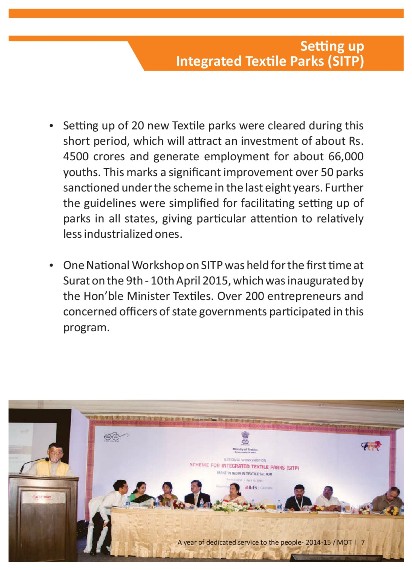 Setting up
Integrated Textile Parks (SITP)
• Setting up of 20 new Textile parks were cleared during this
short period, which will attract an investment of about Rs.
4500 crores and generate employment for about 66,000
youths. This marks a significant improvement over 50 parks
sanctioned under the scheme in the last eight years. Further
the guidelines were simplified for facilitating setting up of
parks in all states, giving particular attention to relatively
less industrialized ones.
• One National Workshop on SITP was held for the first time at
Surat on the 9th - 10th April 2015, which was inaugurated by
the Hon’ble Minister Textiles. Over 200 entrepreneurs and
concerned officers of state governments participated in this
program.
Ministry of Textiles
SCHEME FOR INTEGRATED TEXTILE PARKS (SITP)
A year of dedicated service to the people- 2014-15 / MOT | 7